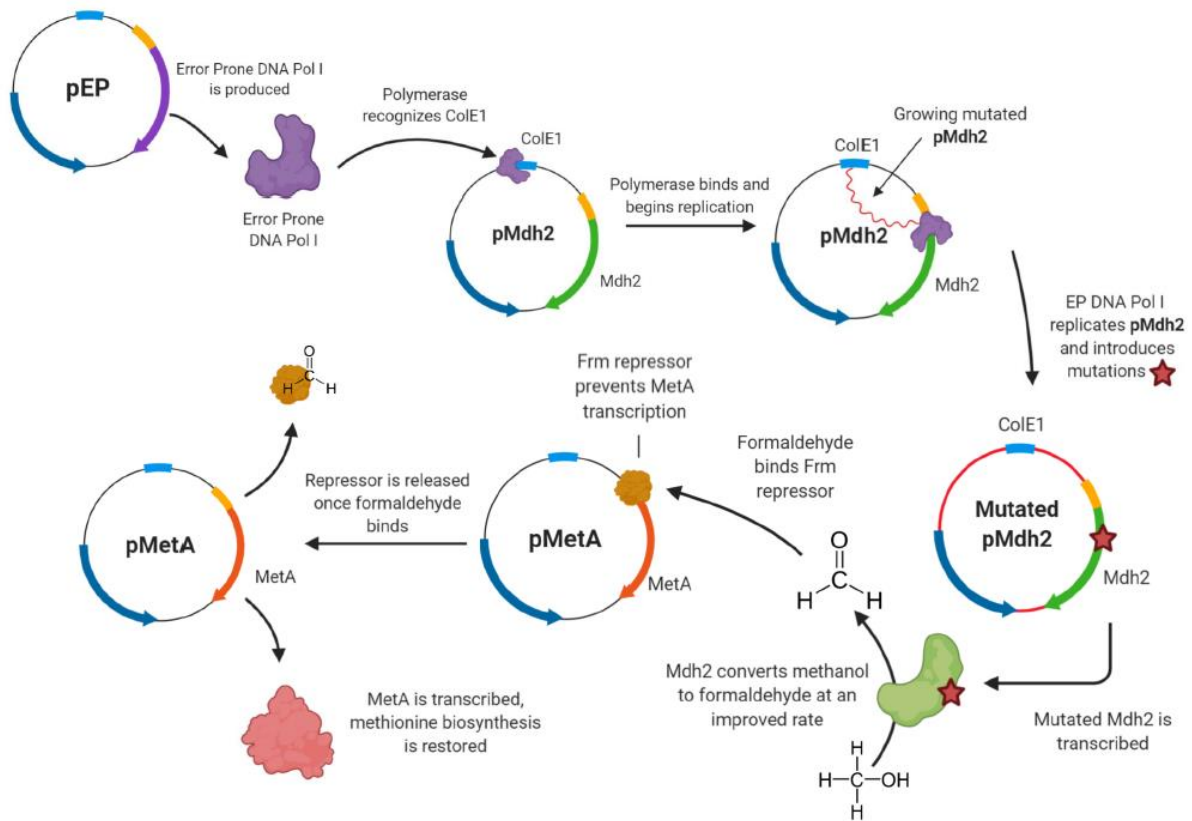 pEP
Error Prone DNA Pol I
is produced
Error Prone
DNA Pol I
Polymerase
recognizes ColE1
ColE1
pMdh2
Mdh2
Polymerase binds and
begins replication
Growing mutated
pMdh2
ColE1
pMdh2
Mdh2
EP DNA Pol I
replicates pMdh2
and introduces
mutations
ColE1
Mutated
pMdh2
Mdh2
Mutated Mdh2 is
transcribed
Mdh2 converts methanol
to formaldehyde at an
improved rate
H
H—C—OH
H
O
C
H H
Formaldehyde
binds Frm
repressor
Frm repressor
prevents MetA
transcription
pMetA
MetA
Repressor is released
once formaldehyde
binds
pMetA
MetA
O
C
H H
MetA is transcribed,
methionine biosynthesis
is restored